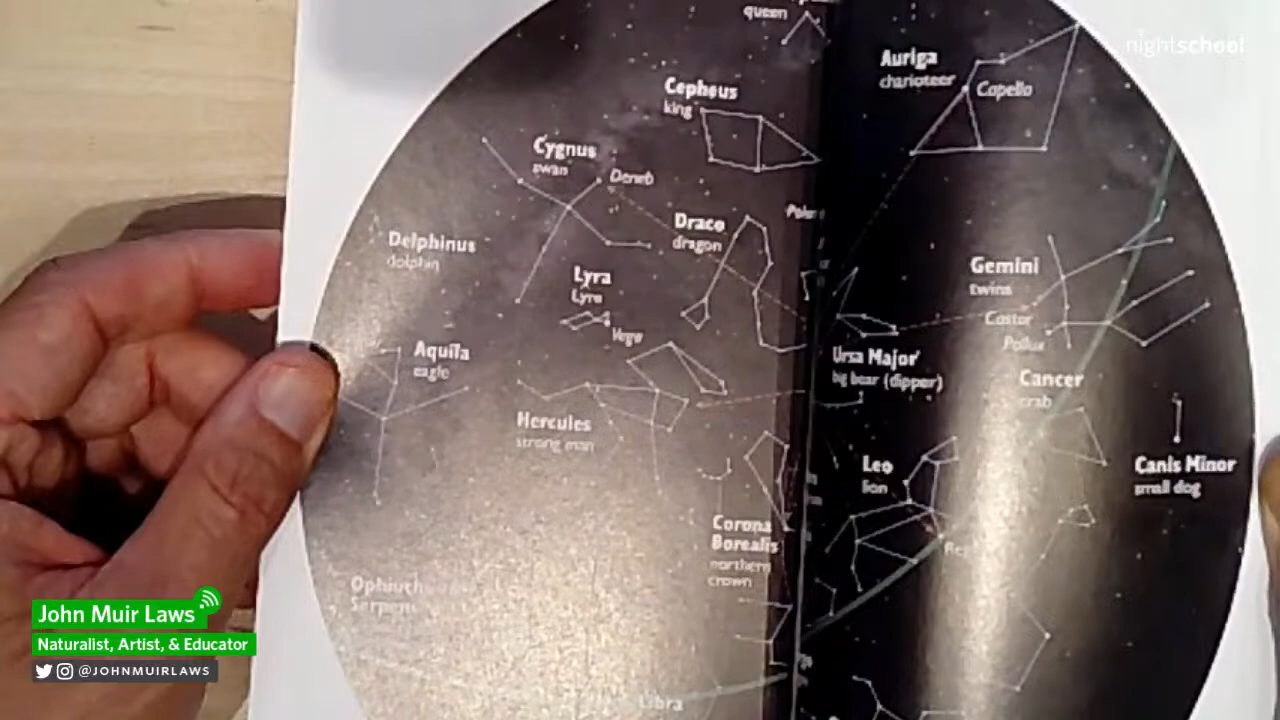 queen
nightschool
Auriga
charioteer
Capella
Cepheus
king
Cygnus
swan
Deneb
Draco
dragon
Delphinus
dolphin
Lyra
Lyre
Vega
Gemini
twins
Castor
Pollux
Aquila
eagle
Ursa Major
big bear (dipper)
Cancer
crab
Hercules
strong man
Leo
lion
Canis Minor
small dog
Corona
Borealis
northern
crown
Libra
John Muir Laws
Naturalist, Artist, & Educator
@JOHNMUIRLAWS